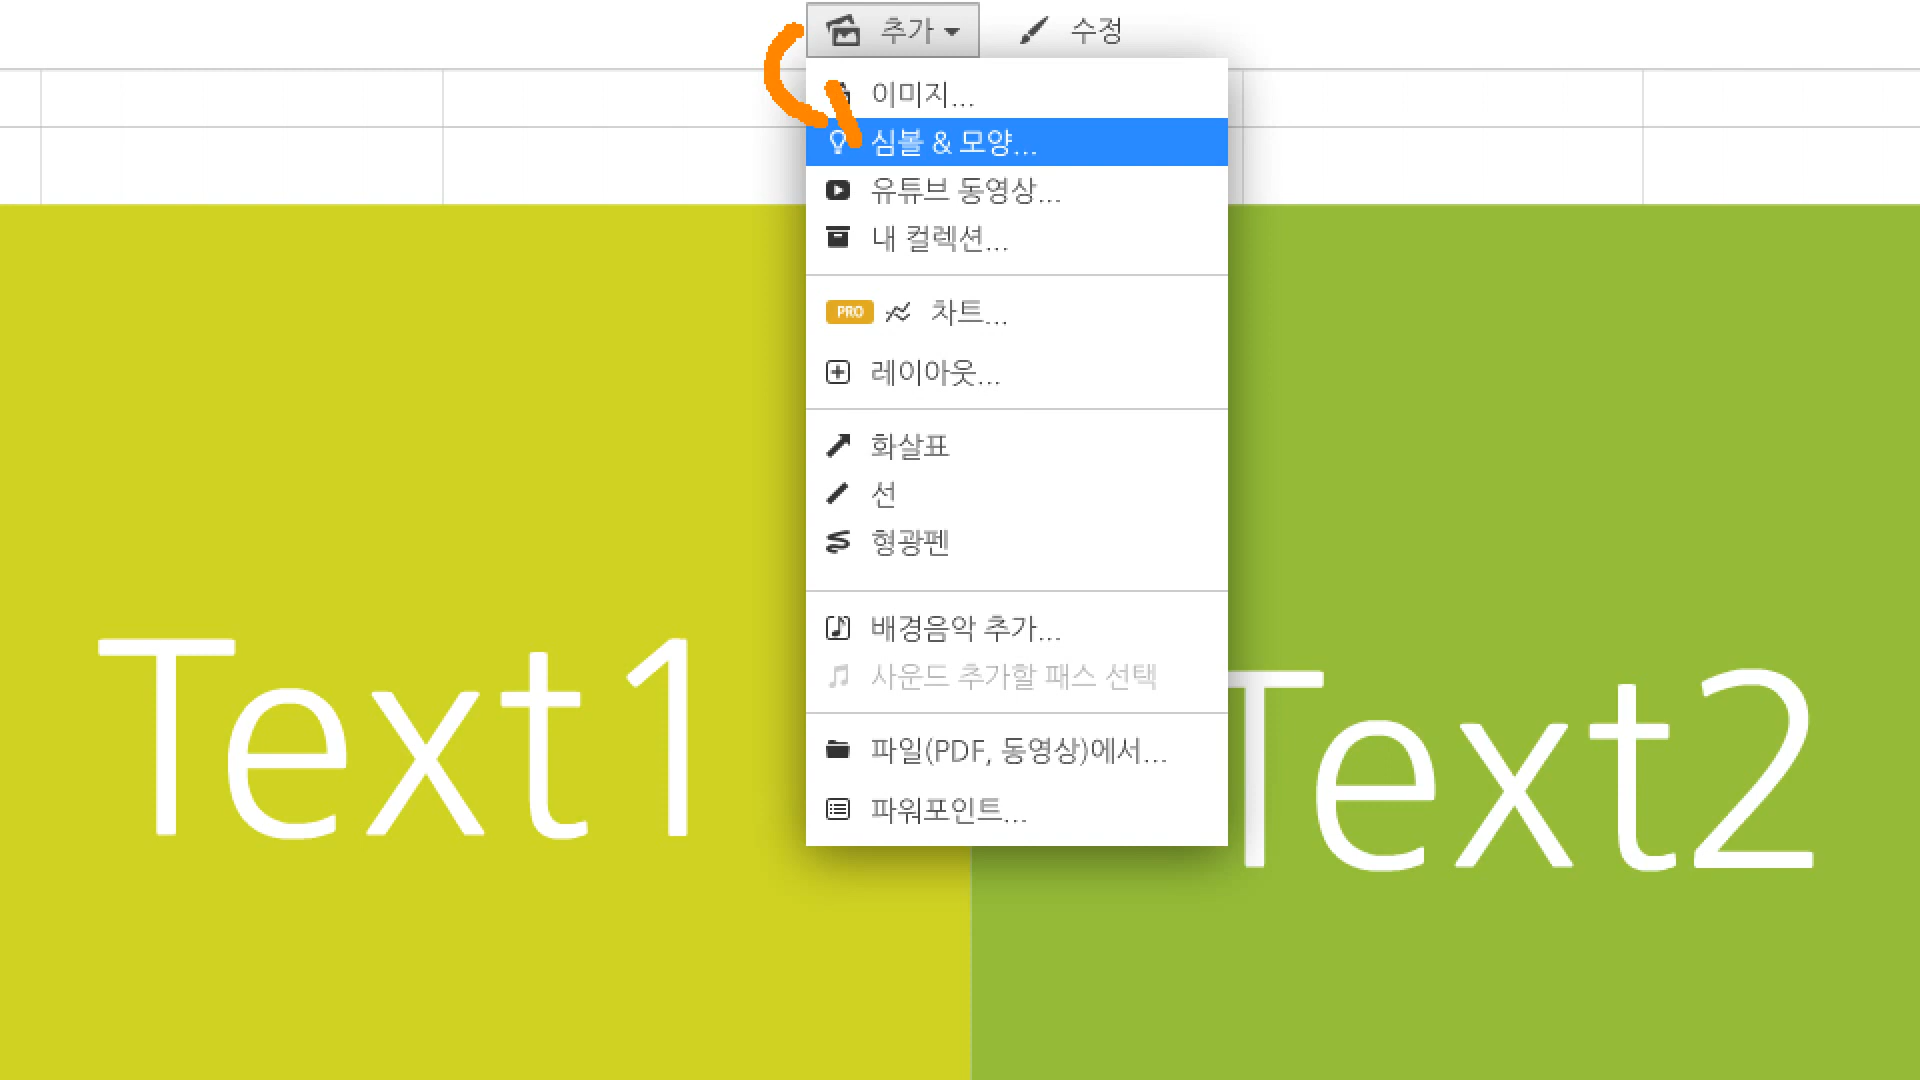 추가 수정
이미지...
심볼 & 모양...
유튜브 동영상...
내 컬렉션...
PRO 차트...
레이아웃...
화살표
선
형광펜
배경음악 추가...
사운드 추가할 패스 선택
파일(PDF, 동영상)에서...
파워포인트...
Text1
Text2